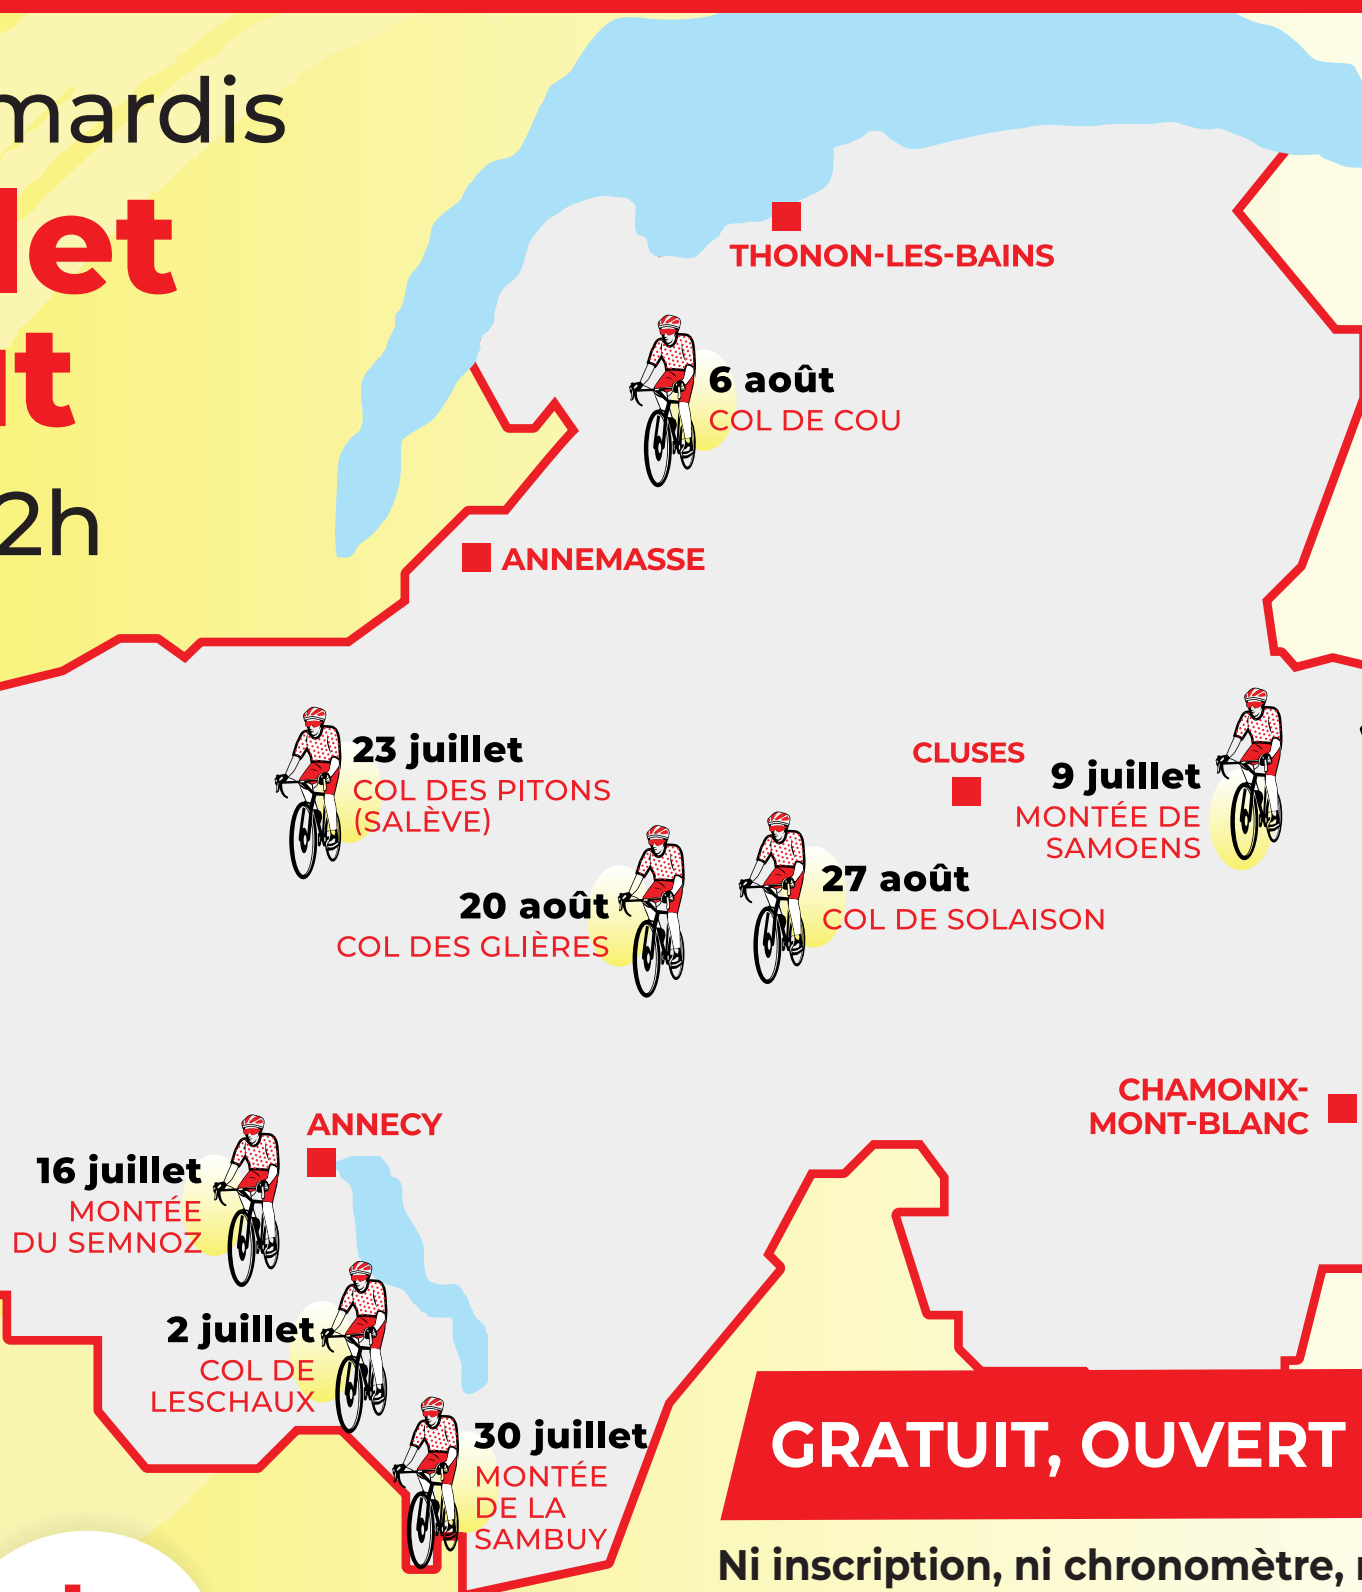 mardis
let
ut
2h
THONON-LES-BAINS
6 août
COL DE COU
ANNEMASSE
23 juillet
COL DES PITONS
(SALÈVE)
CLUSES
9 juillet
MONTÉE DE
SAMOENS
20 août
COL DES GLIÈRES
27 août
COL DE SOLAISON
CHAMONIX-
MONT-BLANC
ANNECY
16 juillet
MONTÉE
DU SEMNOZ
2 juillet
COL DE
LESCHAUX
30 juillet
MONTÉE
DE LA
SAMBUY
GRATUIT, OUVERT
Ni inscription, ni chronomètre,